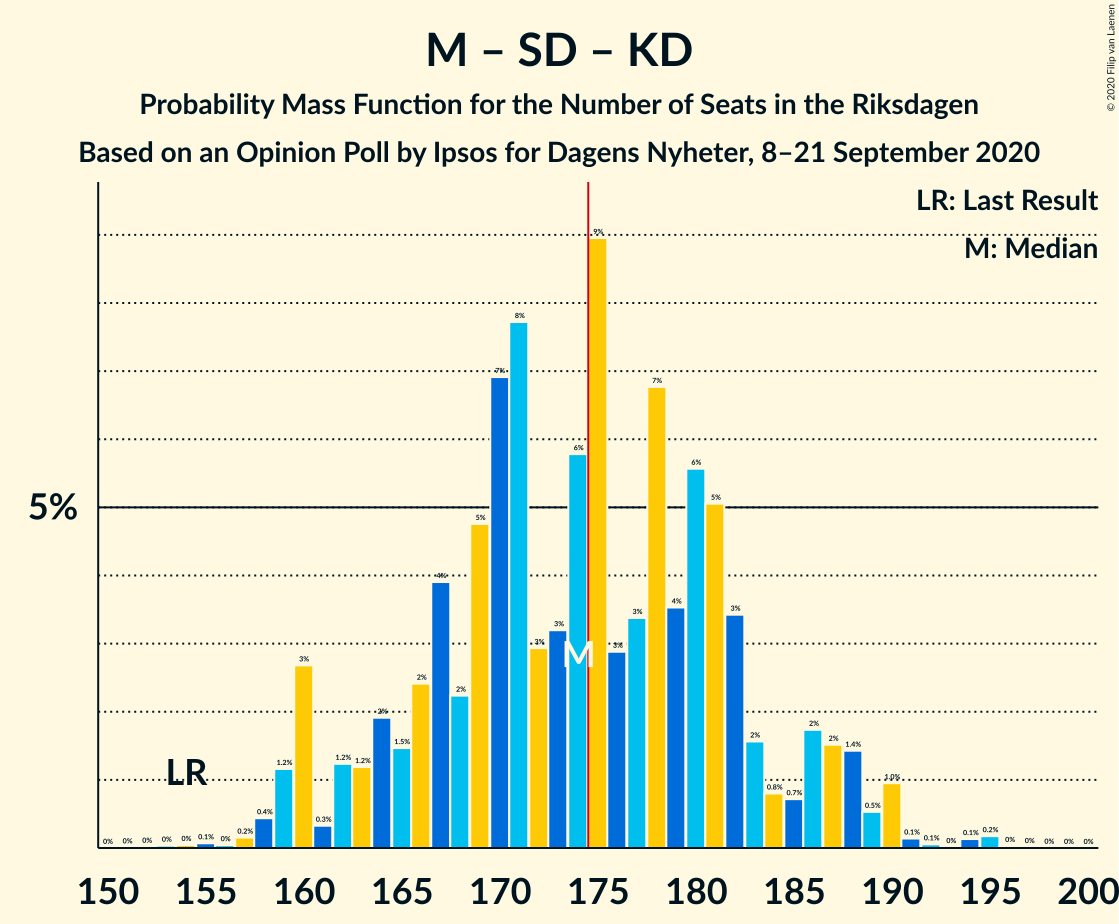 M – SD – KD
Probability Mass Function for the Number of Seats in the Riksdagen
Based on an Opinion Poll by Ipsos for Dagens Nyheter, 8–21 September 2020
© 2020 Filip van Laenen
LR: Last Result
M: Median
5%
LR
M
0% 0% 0% 0% 0% 0.1% 0% 0.2% 0.4% 1.2% 3% 0.3% 1.2% 1.2% 2% 1.5% 2% 4% 2% 5% 7% 8% 3% 3% 6% 9% 3% 3% 7% 4% 6% 5% 3% 2% 0.8% 0.7% 2% 2% 1.4% 0.5% 1.0% 0.1% 0.1% 0% 0.1% 0.2% 0% 0% 0% 0% 0%
150 155 160 165 170 175 180 185 190 195 200